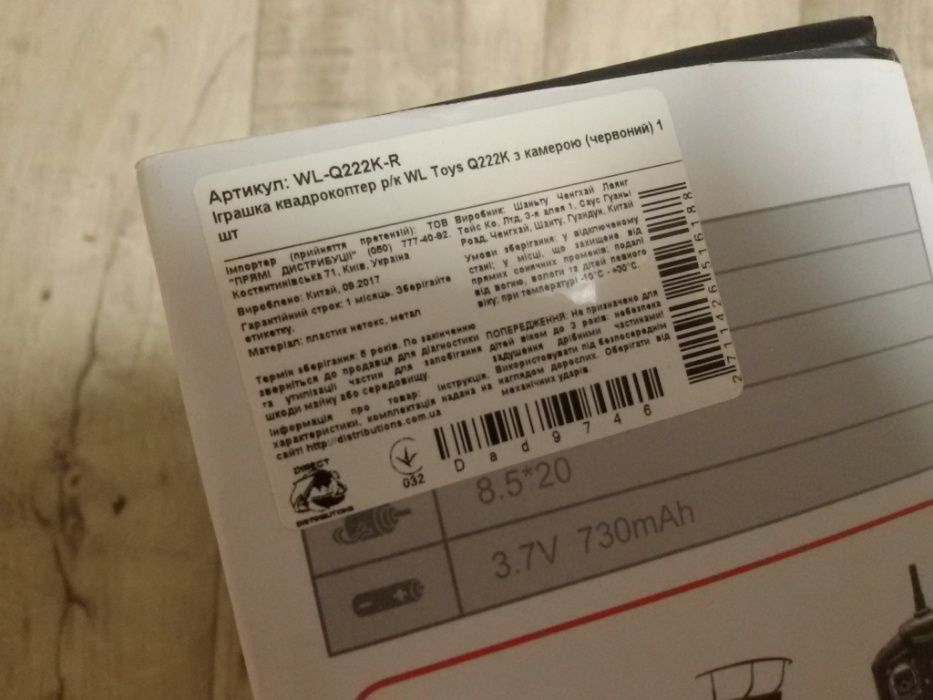 Артикул: WL-Q222K-R
Іграшка квадрокоптер р/к WL Toys Q222K з камерою (червоний) 1
шт
Імпортер (прийняття претензій): ТОВ
"ПРЯМІ ДИСТРИБУЦІЇ" (050) 777-40-92.
Костянтинівська 71, Київ, Україна
Вироблено: Китай, 09.2017
Гарантійний строк: 1 місяць. Зберігайте
етикетку.
Матеріал: пластик нетокс, метал
Виробник: Шаньту Ченгхай Леянг
Тойс Ко, Лтд, 3-я алея 1, Саус Гуаньї
Роад, Ченгхай, Шанту, Гуандун, Китай
Умови зберігання: у відключеному
стані; у місці, що захищене від
прямих сонячних променів; подалі
від вогню, вологи та дітей певного
віку; при температурі -10°C - +30°C.
Термін зберігання: 5 років. По закінченню
зверніться до продавця для діагностики
та утилізації частин для запобігання
шкоди майну або середовищу.
Інформація про товар: інструкція,
характеристики, комплектація надана на
сайті http://distributions.com.ua
ПОПЕРЕДЖЕННЯ: Не призначено для
дітей віком до 3 років: небезпека
задушення дрібними частинами
Використовувати під безпосереднім
наглядом дорослих. Оберігати від
механічних ударів.
2711426516188
DIRECT
DISTRIBUTIONS
032
Dad9746
8.5*20
3.7V 730mAh